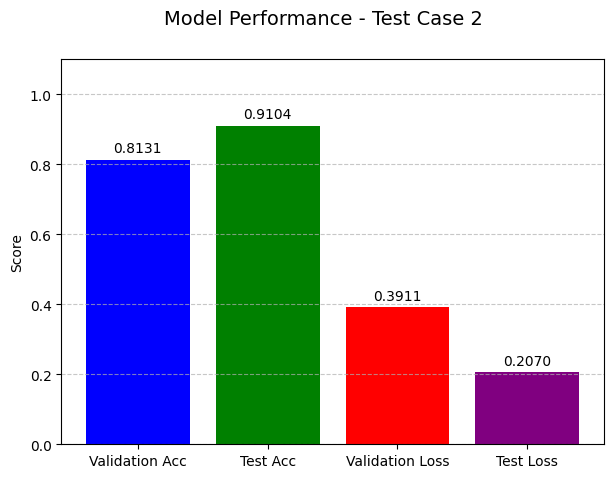 Model Performance - Test Case 2
Score
1.0
0.8
0.6
0.4
0.2
0.0
0.8131
0.9104
0.3911
0.2070
Validation Acc
Test Acc
Validation Loss
Test Loss